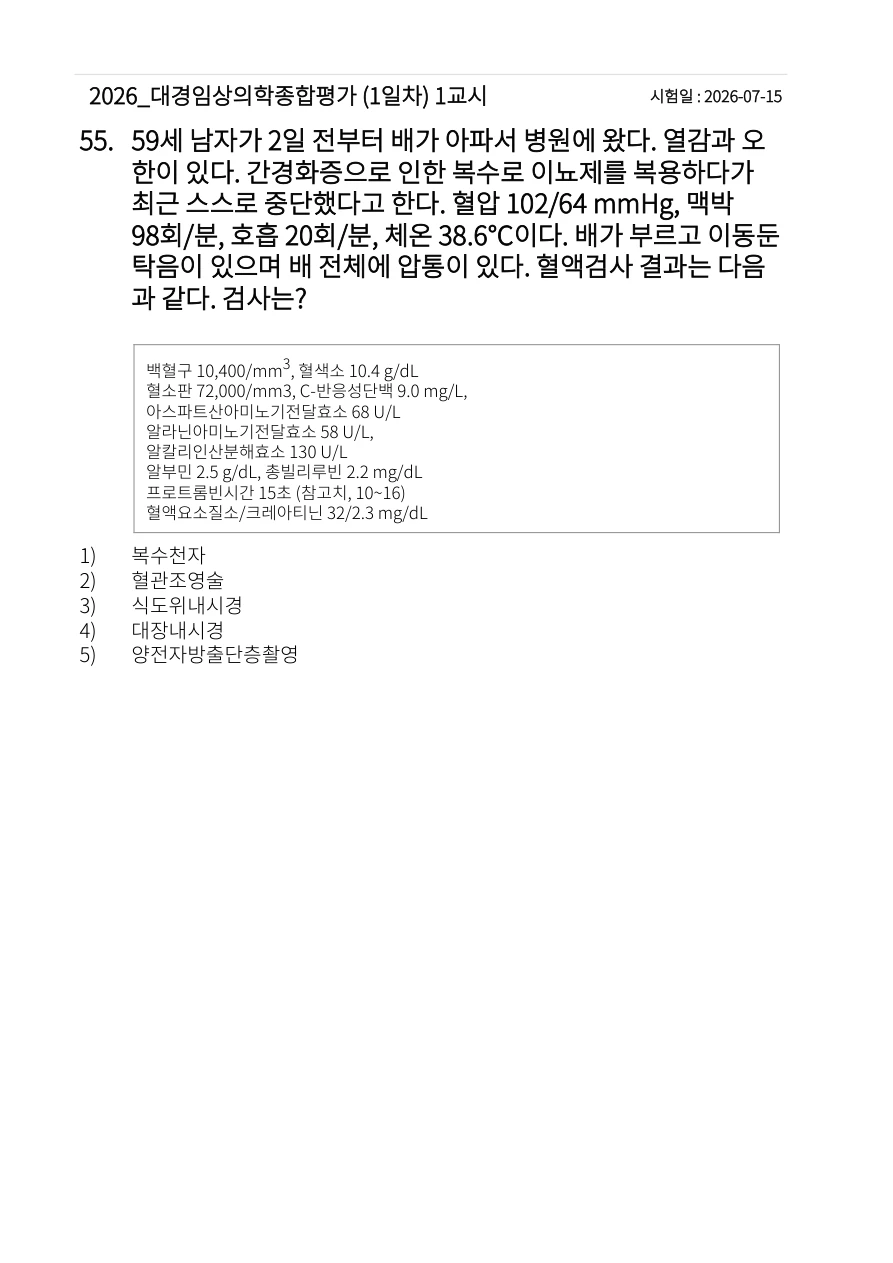 2026_대경임상의학종합평가 (1일차) 1교시
시험일 : 2026-07-15
55. 59세 남자가 2일 전부터 배가 아파서 병원에 왔다. 열감과 오
한이 있다. 간경화증으로 인한 복수로 이뇨제를 복용하다가
최근 스스로 중단했다고 한다. 혈압 102/64 mmHg, 맥박
98회/분, 호흡 20회/분, 체온 38.6℃이다. 배가 부르고 이동둔
탁음이 있으며 배 전체에 압통이 있다. 혈액검사 결과는 다음
과 같다. 검사는?
백혈구 10,400/mm³, 혈색소 10.4 g/dL
혈소판 72,000/mm3, C-반응성단백 9.0 mg/L,
아스파트산아미노기전달효소 68 U/L
알라닌아미노기전달효소 58 U/L,
알칼리인산분해효소 130 U/L
알부민 2.5 g/dL, 총빌리루빈 2.2 mg/dL
프로트롬빈시간 15초 (참고치, 10~16)
혈액요소질소/크레아티닌 32/2.3 mg/dL
1) 복수천자
2) 혈관조영술
3) 식도위내시경
4) 대장내시경
5) 양전자방출단층촬영